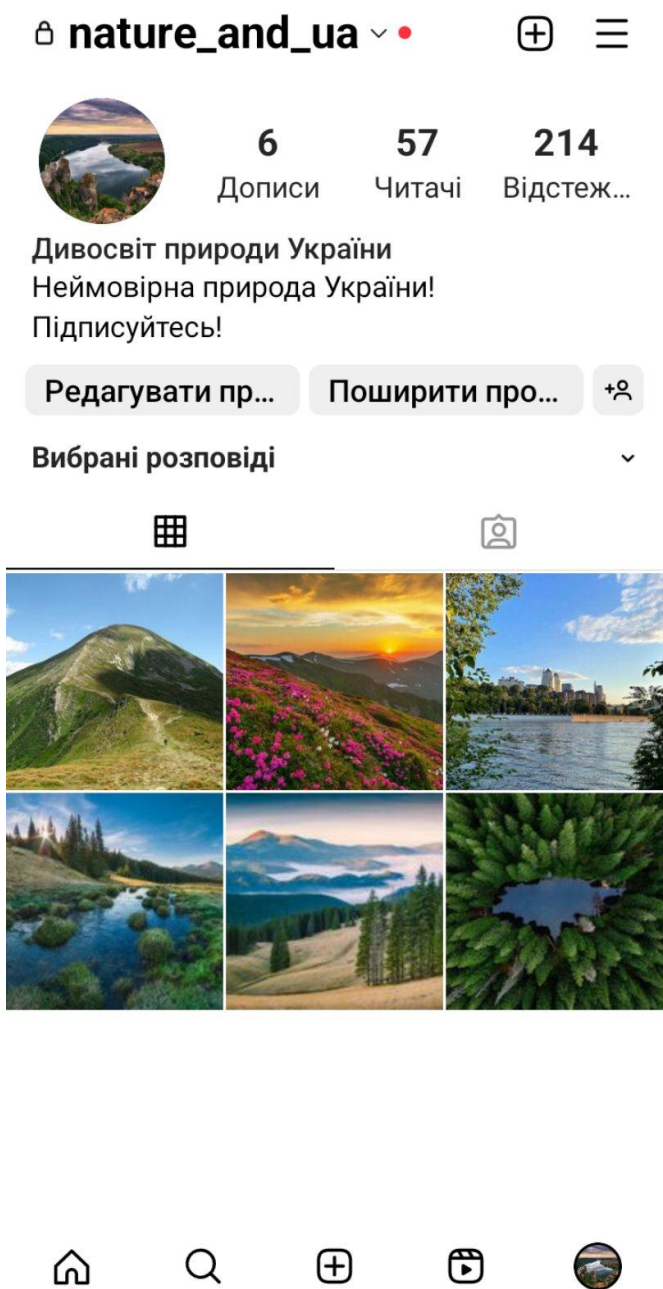 nature_and_ua
6 57 214
Дописи Читачі Відстеж...
Дивосвіт природи України
Неймовірна природа України!
Підписуйтесь!
Редагувати пр... Поширити про...
Вибрані розповіді